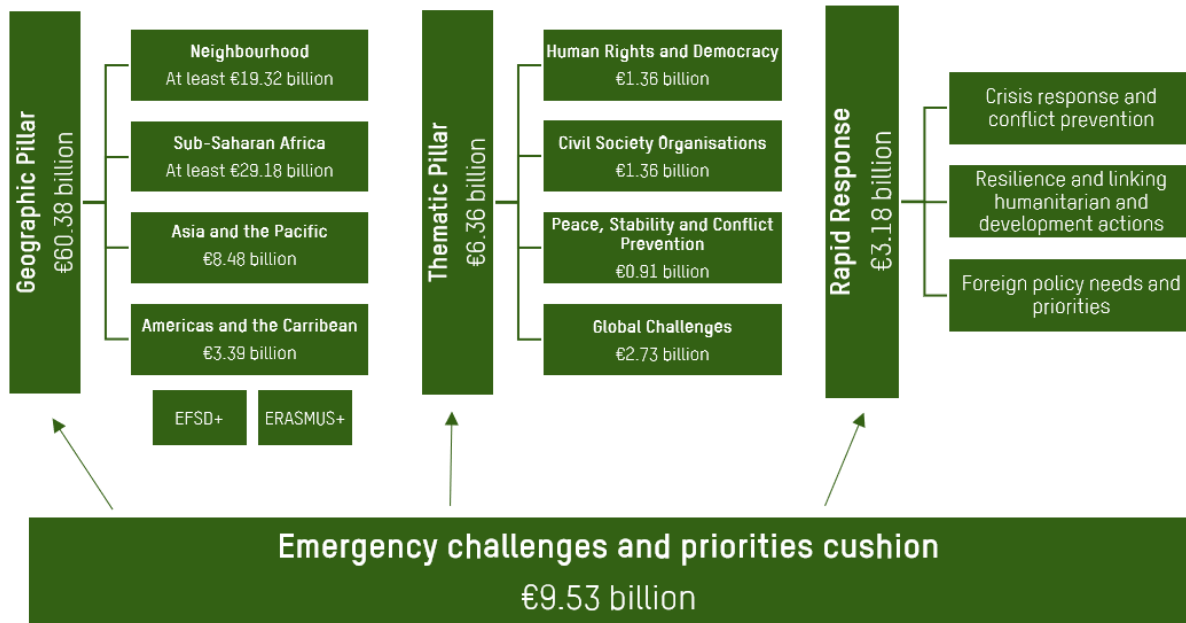 Geographic Pillar
€60.38 billion
Neighbourhood
At least €19.32 billion
Sub-Saharan Africa
At least €29.18 billion
Asia and the Pacific
€8.48 billion
Americas and the Carribean
€3.39 billion
EFSD+
ERASMUS+
Thematic Pillar
€6.36 billion
Human Rights and Democracy
€1.36 billion
Civil Society Organisations
€1.36 billion
Peace, Stability and Conflict
Prevention
€0.91 billion
Global Challenges
€2.73 billion
Rapid Response
€3.18 billion
Crisis response and
conflict prevention
Resilience and linking
humanitarian and
development actions
Foreign policy needs and
priorities
Emergency challenges and priorities cushion
€9.53 billion